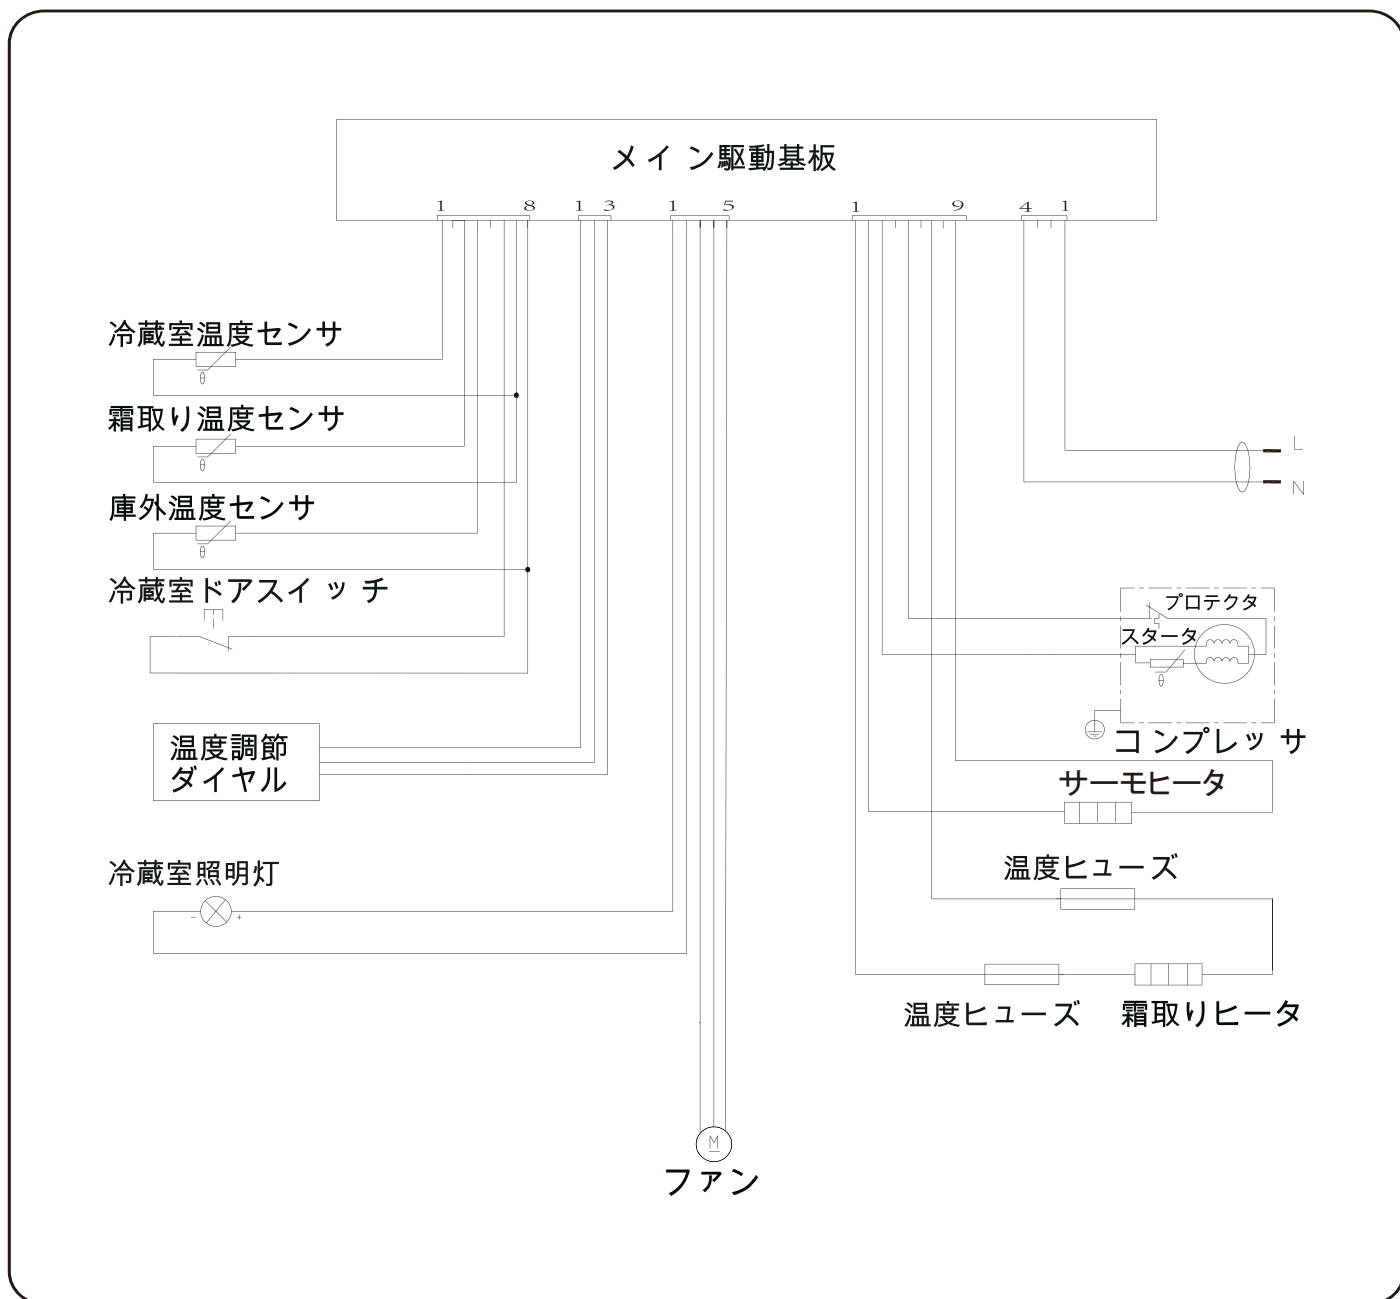 メイン駆動基板
1 8 1 3 1 5 1 9 4 1
冷蔵室温度センサ
θ
霜取り温度センサ
θ
庫外温度センサ
θ
冷蔵室ドアスイッチ
L
N
プロテクタ
スタータ
θ
コンプレッサ
温度調節
ダイヤル
サーモヒータ
冷蔵室照明灯
- +
温度ヒューズ
温度ヒューズ
霜取りヒータ
M
ファン